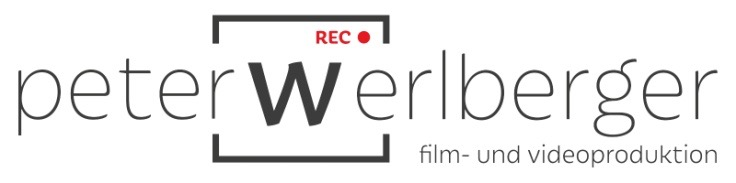 REC
peterwerlberger
film- und videoproduktion